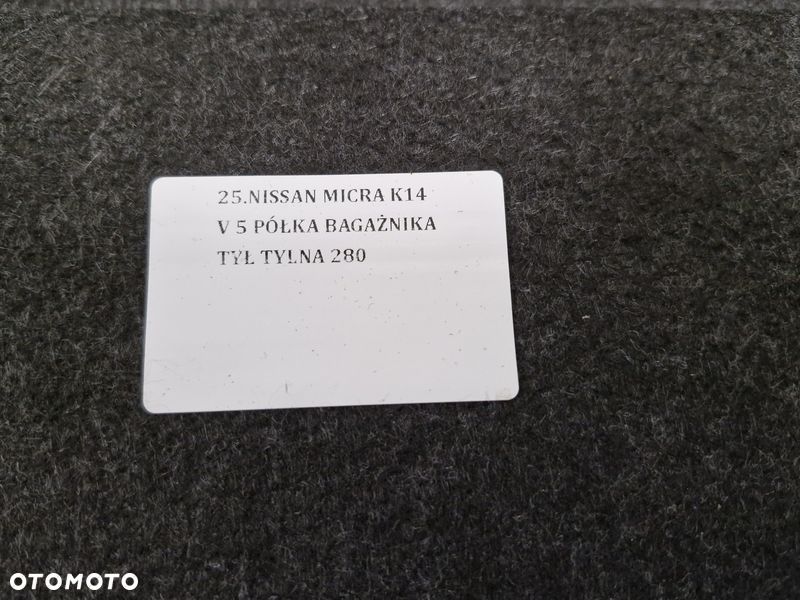 25.NISSAN MICRA K14
V 5 PÓŁKA BAGAŻNIKA
TYŁ TYLNA 280
OTOMOTO